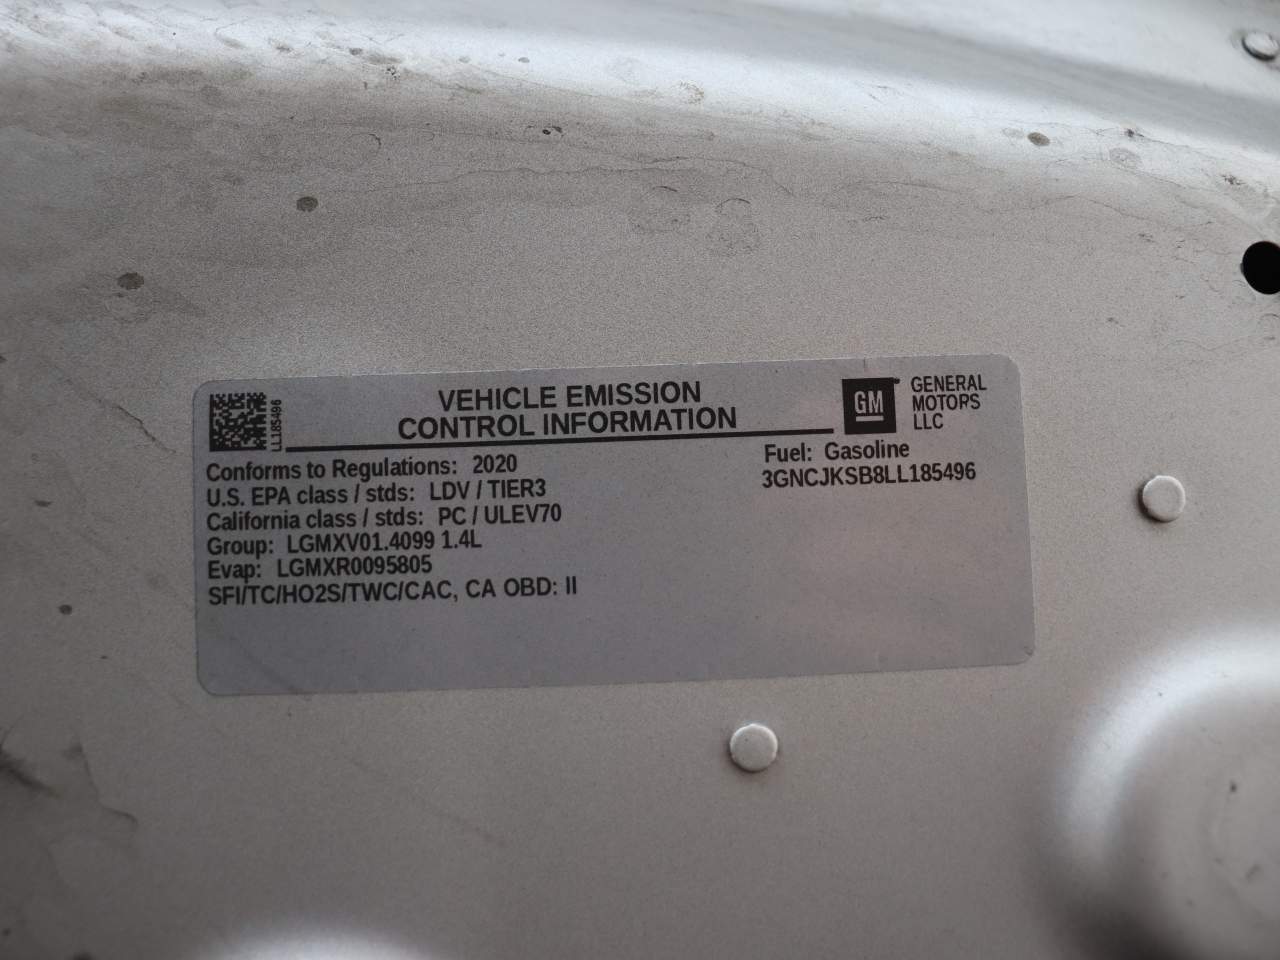 LL185496
VEHICLE EMISSION
CONTROL INFORMATION
GM
GENERAL
MOTORS
LLC
Conforms to Regulations: 2020
U.S. EPA class / stds: LDV / TIER3
California class / stds: PC / ULEV70
Group: LGMXV01.4099 1.4L
Evap: LGMXR0095805
SFI/TC/HO2S/TWC/CAC, CA OBD: II
Fuel: Gasoline
3GNCJKSB8LL185496